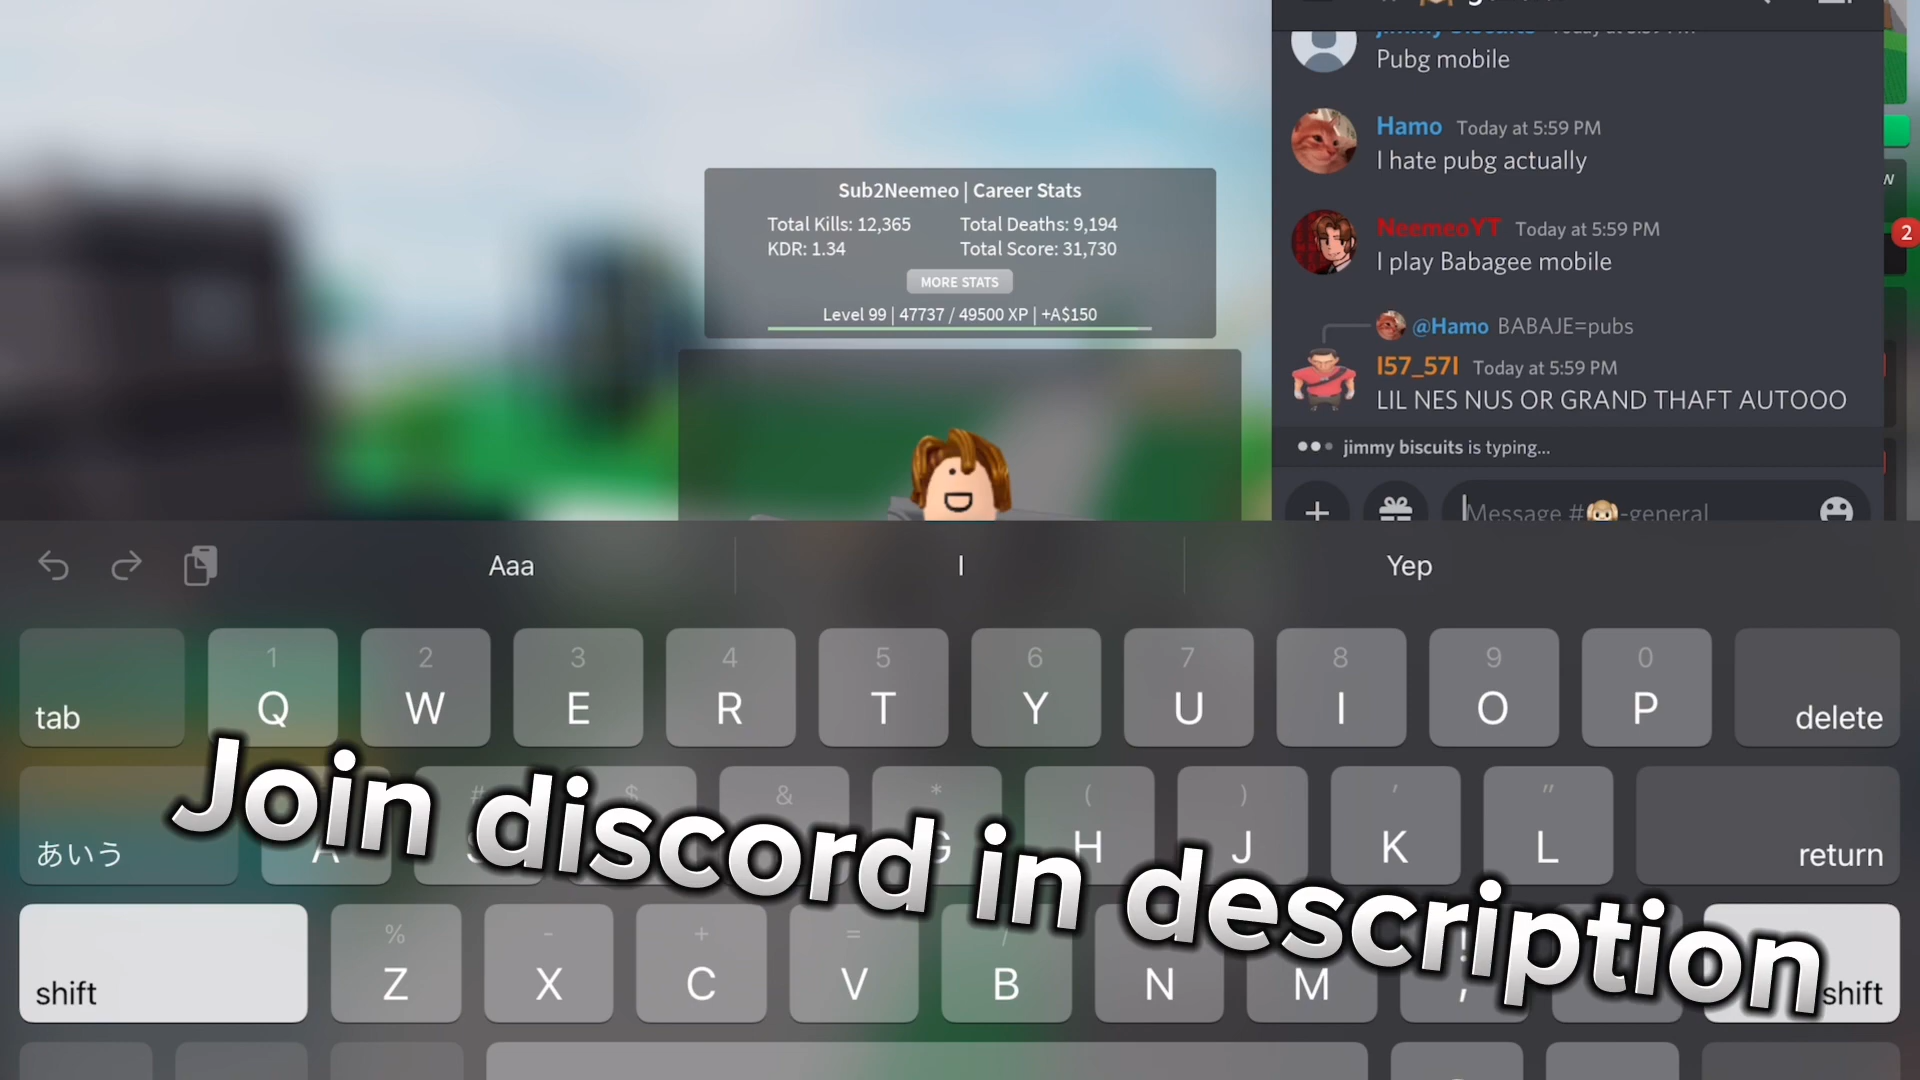 Pubg mobile
Hamo Today at 5:59 PM
I hate pubg actually
NeemeoYT Today at 5:59 PM
I play Babagee mobile
@Hamo BABAJE=pubs
I57_57I Today at 5:59 PM
LIL NES NUS OR GRAND THAFT AUTOOO
jimmy biscuits is typing...
Message #🐵-general
2
Sub2Neemeo | Career Stats
Total Kills: 12,365 Total Deaths: 9,194
KDR: 1.34 Total Score: 31,730
MORE STATS
Level 99 | 47737 / 49500 XP | +A$150
Aaa I Yep
1 2 3 4 5 6 7 8 9 0
tab Q W E R T Y U I O P delete
# $ & * ( ) ' "
あいう A S G H J K L return
% - + = /
shift Z X C V B N M ! , shift
Join discord in description